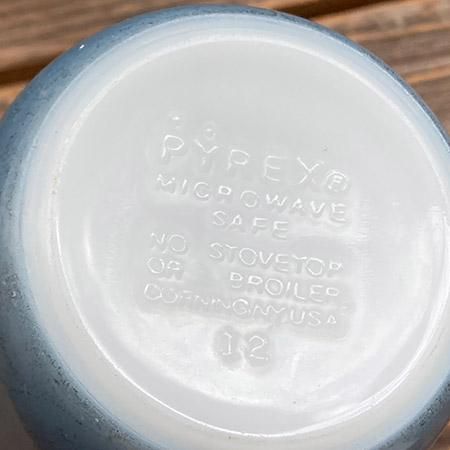 PYREX®
MICROWAVE
SAFE
NO STOVETOP
OR BROILER
CORNING, NY, USA
12